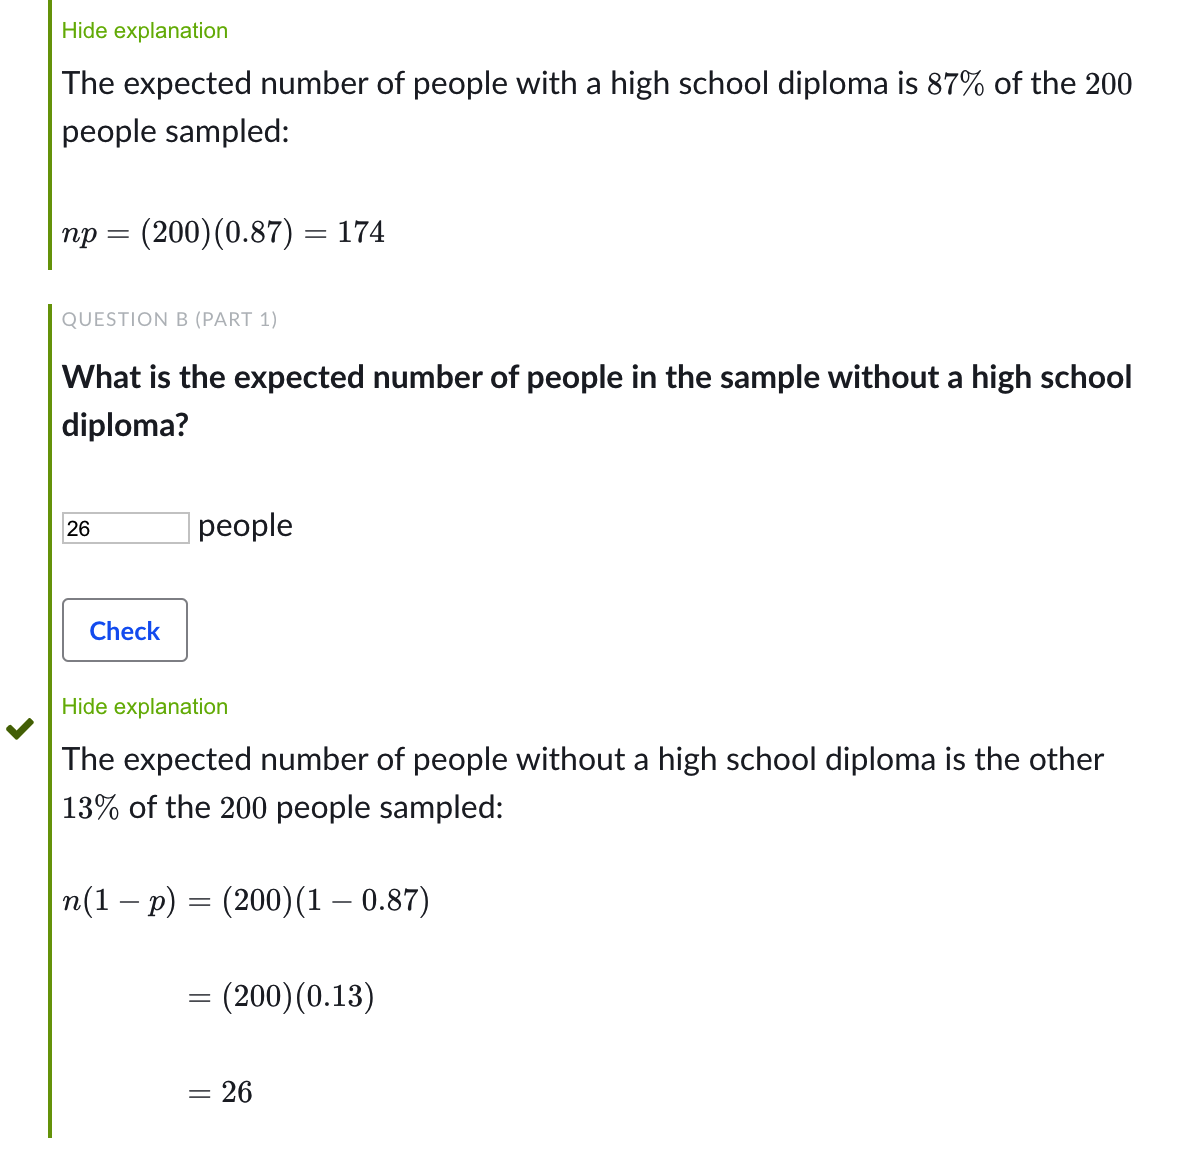 Hide explanation
The expected number of people with a high school diploma is 87% of the 200
people sampled:
np = (200)(0.87) = 174
QUESTION B (PART 1)
What is the expected number of people in the sample without a high school
diploma?
26 people
Check
Hide explanation
The expected number of people without a high school diploma is the other
13% of the 200 people sampled:
n(1 − p) = (200)(1 − 0.87)
= (200)(0.13)
= 26